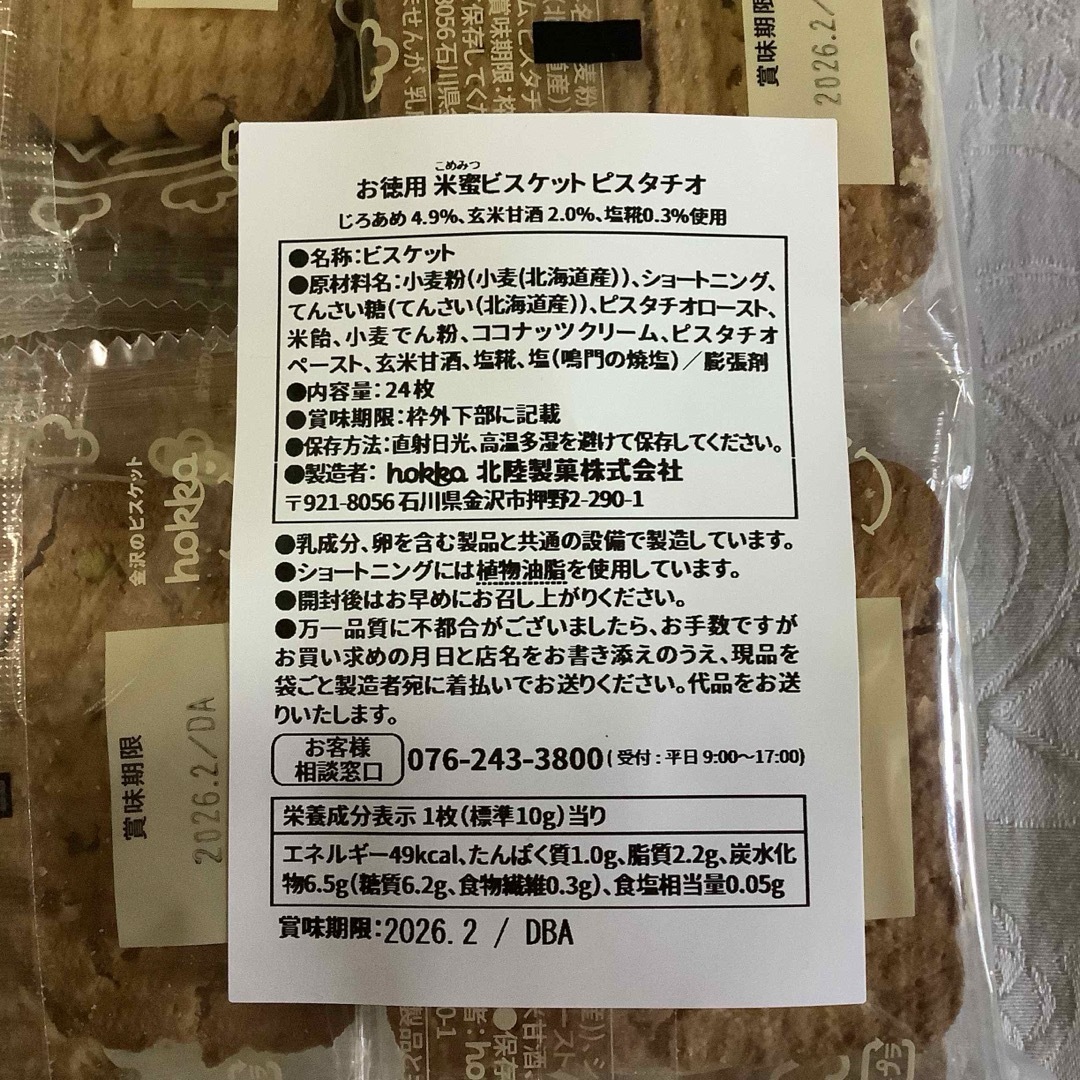 賞味期限
2026.2/
こめみつ
お徳用 米蜜ビスケット ピスタチオ
じろあめ 4.9%、玄米甘酒 2.0%、塩糀0.3%使用
●名称:ビスケット
●原材料名:小麦粉(小麦(北海道産))、ショートニング、
てんさい糖(てんさい(北海道産))、ピスタチオロースト、
米飴、小麦でん粉、ココナッツクリーム、ピスタチオ
ペースト、玄米甘酒、塩糀、塩(鳴門の焼塩)/膨張剤
●内容量:24枚
●賞味期限:枠外下部に記載
●保存方法:直射日光、高温多湿を避けて保存してください。
●製造者: hokka 北陸製菓株式会社
〒921-8056 石川県金沢市押野2-290-1
●乳成分、卵を含む製品と共通の設備で製造しています。
●ショートニングには植物油脂を使用しています。
●開封後はお早めにお召し上がりください。
●万一品質に不都合がございましたら、お手数ですが
お買い求めの月日と店名をお書き添えのうえ、現品を
袋ごと製造者宛に着払いでお送りください。代品をお送
りいたします。
お客様
相談窓口
076-243-3800(受付:平日 9:00〜17:00)
栄養成分表示 1枚(標準10g)当り
エネルギー49kcal、たんぱく質1.0g、脂質2.2g、炭水化
物6.5g(糖質6.2g、食物繊維0.3g)、食塩相当量0.05g
賞味期限:2026.2 / DBA
金沢のビスケット
hokka
賞味期限
2026.2/DA